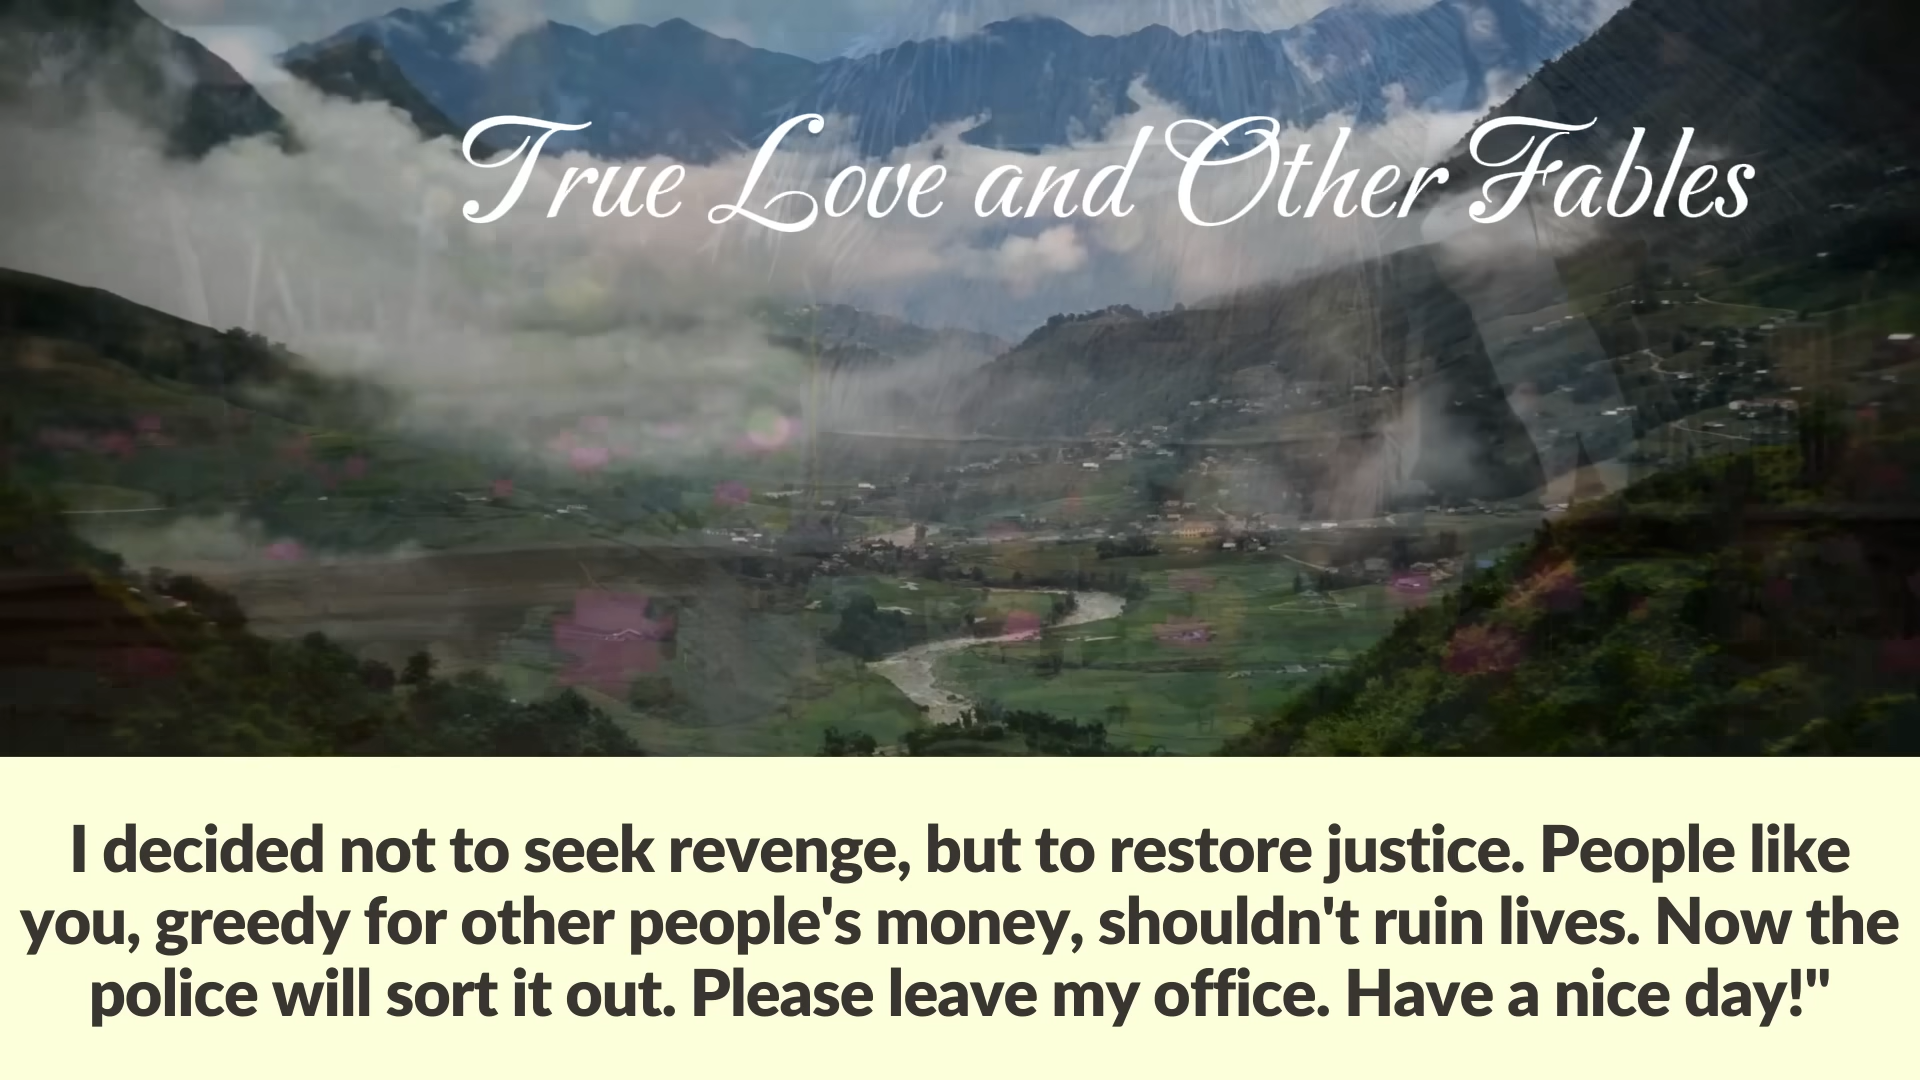 True Love and Other Fables
I decided not to seek revenge, but to restore justice. People like
you, greedy for other people's money, shouldn't ruin lives. Now the
police will sort it out. Please leave my office. Have a nice day!"